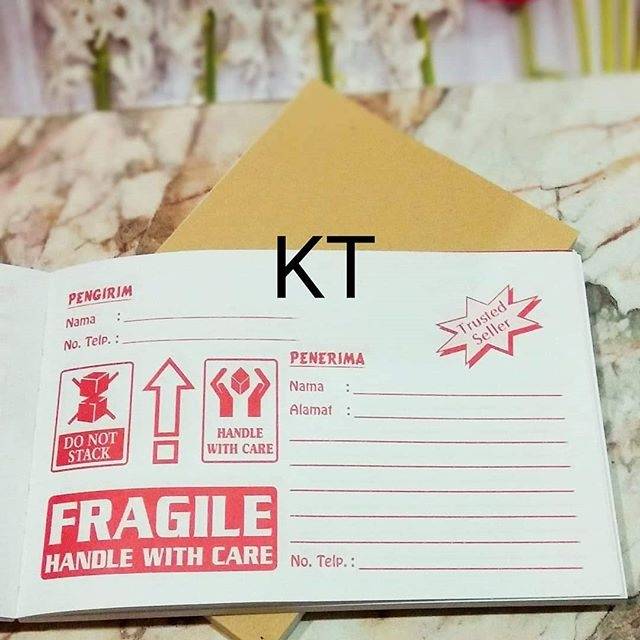 KT
PENGIRIM
Nama :
No. Telp. :
Trusted
Seller
DO NOT
STACK
HANDLE
WITH CARE
FRAGILE
HANDLE WITH CARE
PENERIMA
Nama :
Alamat :
No. Telp. :